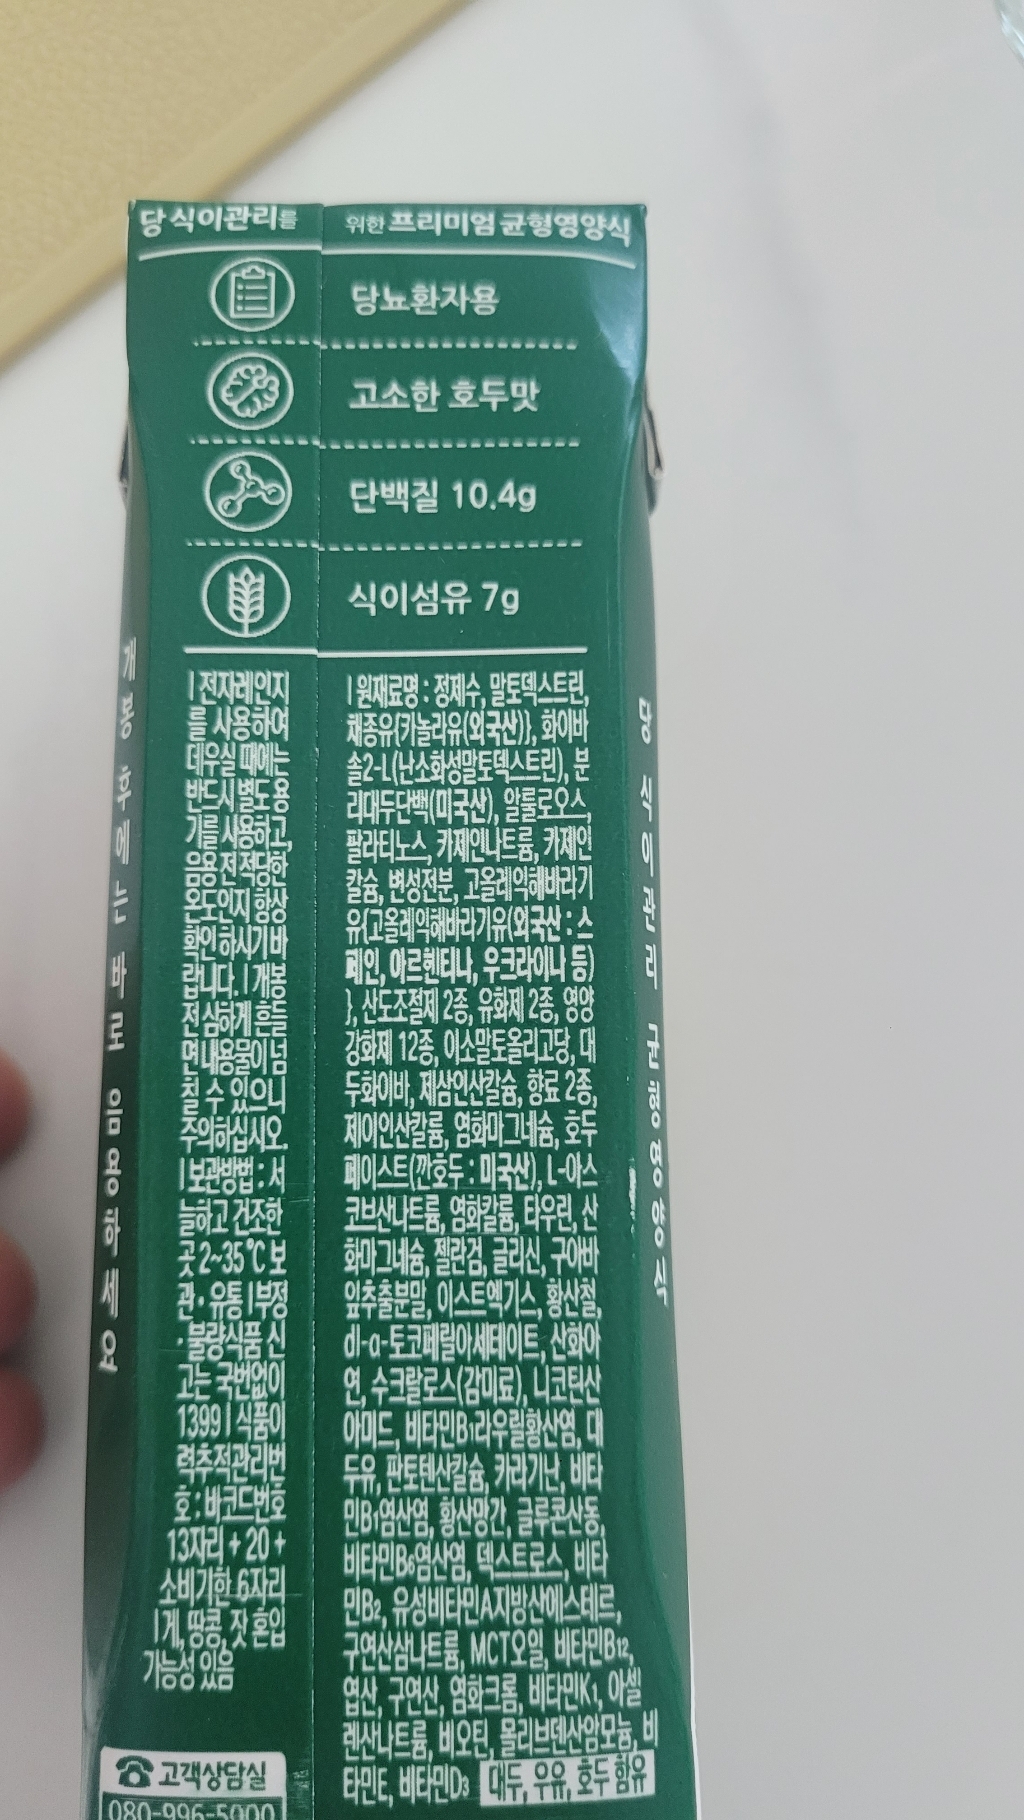 당 식이관리를 위한 프리미엄 균형영양식
당뇨환자용
고소한 호두맛
단백질 10.4g
식이섬유 7g
개봉 후에는 바로 음용하세요
| 전자레인지
를 사용하여
데우실 때에는
반드시 별도 용
기를 사용하고,
음용 전 적당한
온도인지 항상
확인하시기 바
랍니다. | 개봉
전 심하게 흔들
면 내용물이 넘
칠 수 있으니
주의하십시오.
| 보관방법 : 서
늘하고 건조한
곳 2~35℃ 보
관·유통 | 부정
·불량식품 신
고는 국번없이
1399 | 식품이
력추적관리번
호 : 바코드번호
13자리 + 20 +
소비기한 6자리
| 게, 땅콩, 잣 혼입
가능성 있음
고객상담실
080-996-5000
| 원재료명 : 정제수, 말토덱스트린,
채종유{카놀라유(외국산)}, 화이바
솔2-L(난소화성말토덱스트린), 분
리대두단백(미국산), 알룰로오스,
팔라티노스, 카제인나트륨, 카제인
칼슘, 변성전분, 고올레익해바라기
유{고올레익해바라기유(외국산 : 스
페인, 아르헨티나, 우크라이나 등)
}, 산도조절제 2종, 유화제 2종, 영양
강화제 12종, 이소말토올리고당, 대
두화이바, 제삼인산칼슘, 향료 2종,
제이인산칼륨, 염화마그네슘, 호두
페이스트(깐호두 : 미국산), L-아스
코브산나트륨, 염화칼륨, 타우린, 산
화마그네슘, 젤란검, 글리신, 구아바
잎추출분말, 이스트엑기스, 황산철,
dl-α-토코페릴아세테이트, 산화아
연, 수크랄로스(감미료), 니코틴산
아미드, 비타민B₁라우릴황산염, 대
두유, 판토텐산칼슘, 카라기난, 비타
민B₁염산염, 황산망간, 글루콘산동,
비타민B₆염산염, 덱스트로스, 비타
민B₂, 유성비타민A지방산에스테르,
구연산삼나트륨, MCT오일, 비타민B₁₂,
엽산, 구연산, 염화크롬, 비타민K₁, 아셀
렌산나트륨, 비오틴, 몰리브덴산암모늄, 비
타민E, 비타민D₃ 대두, 우유, 호두 함유
당 식이관리 균형영양식